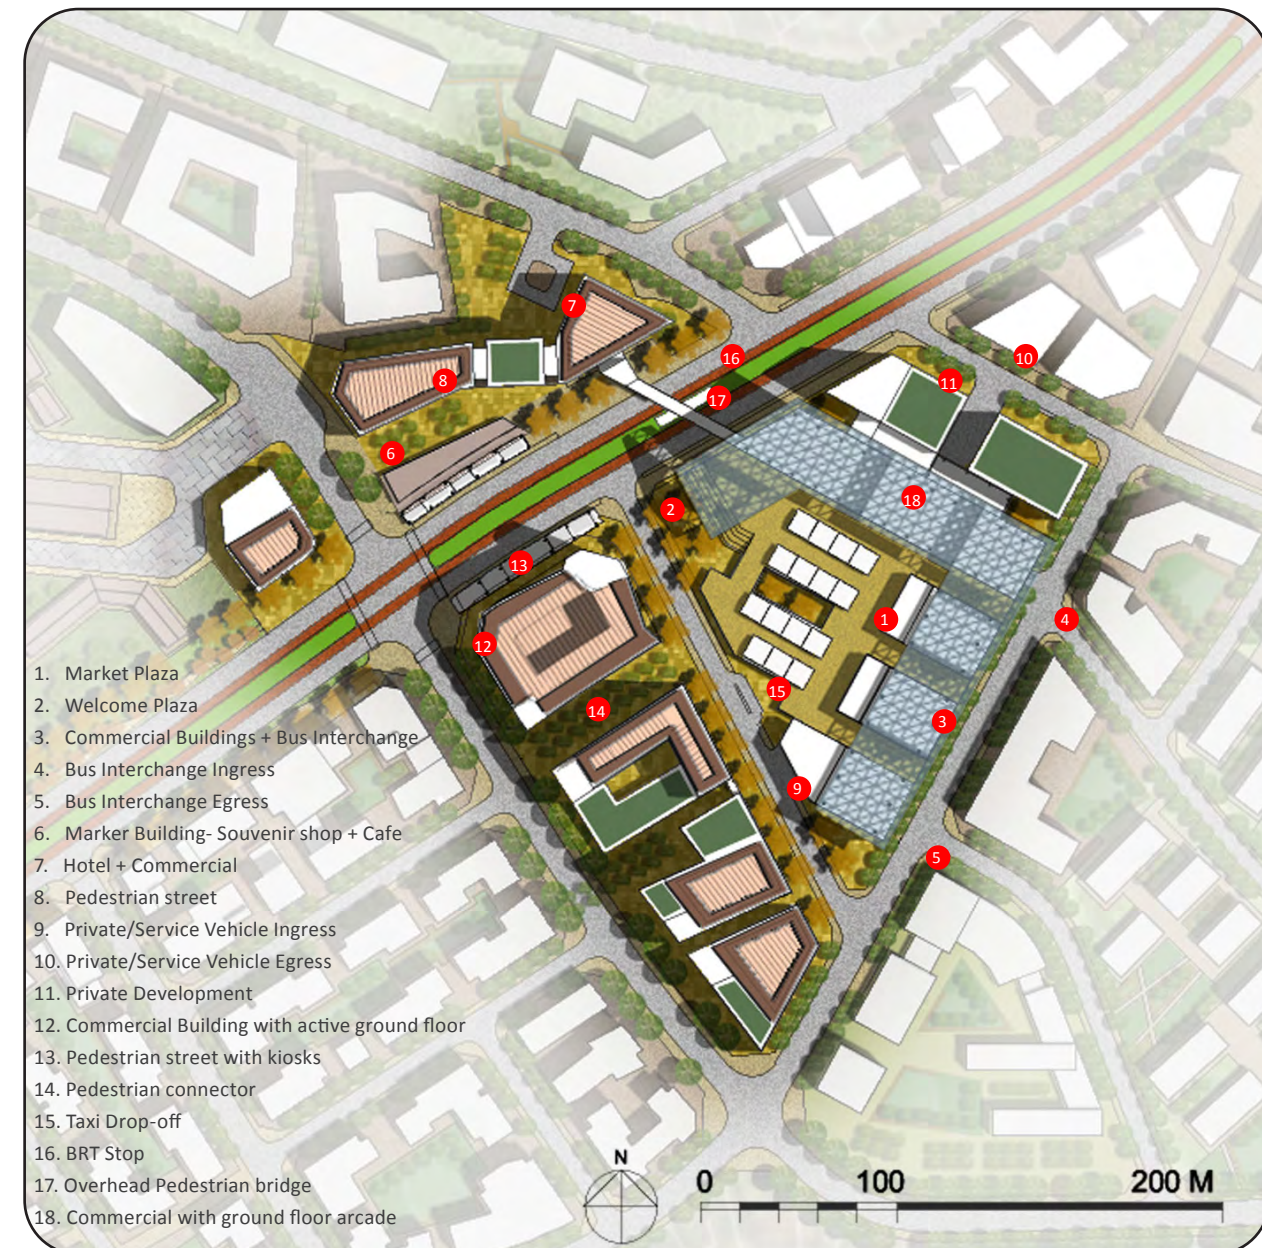 7
16
10
17
11
8
6
18
2
13
1
4
12
15
14
3
9
5
1. Market Plaza
2. Welcome Plaza
3. Commercial Buildings + Bus Interchange
4. Bus Interchange Ingress
5. Bus Interchange Egress
6. Marker Building- Souvenir shop + Cafe
7. Hotel + Commercial
8. Pedestrian street
9. Private/Service Vehicle Ingress
10. Private/Service Vehicle Egress
11. Private Development
12. Commercial Building with active ground floor
13. Pedestrian street with kiosks
14. Pedestrian connector
15. Taxi Drop-off
16. BRT Stop
17. Overhead Pedestrian bridge
18. Commercial with ground floor arcade
N
0 100 200 M